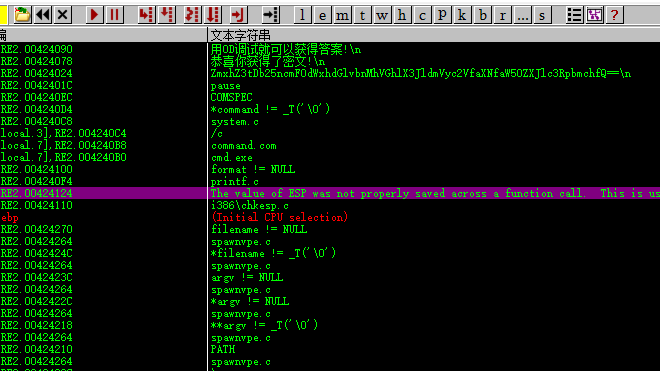 l e m t w h c p k b r ... s ?
编 文本字符串
RE2.00424090 用OD调试就可以获得答案!\n
RE2.00424078 恭喜你获得了密文!\n
RE2.00424024 ZmxhZ3tDb25ncmF0dWxhdGlvbnMhVGhlX3JldmVyc2VfaXNfaW50ZXJlc3RpbmchfQ==\n
RE2.0042401C pause
RE2.004240EC COMSPEC
RE2.004240D4 *command != _T('\0')
RE2.004240C8 system.c
local.3],RE2.004240C4 /c
local.7],RE2.004240B8 command.com
local.7],RE2.004240B0 cmd.exe
RE2.00424100 format != NULL
RE2.004240F4 printf.c
RE2.00424124 The value of ESP was not properly saved across a function call.  This is us
RE2.00424110 i386\chkesp.c
ebp (Initial CPU selection)
RE2.00424270 filename != NULL
RE2.00424264 spawnvpe.c
RE2.0042424C *filename != _T('\0')
RE2.00424264 spawnvpe.c
RE2.0042423C argv != NULL
RE2.00424264 spawnvpe.c
RE2.0042422C *argv != NULL
RE2.00424264 spawnvpe.c
RE2.00424218 **argv != _T('\0')
RE2.00424264 spawnvpe.c
RE2.00424210 PATH
RE2.00424264 spawnvpe.c